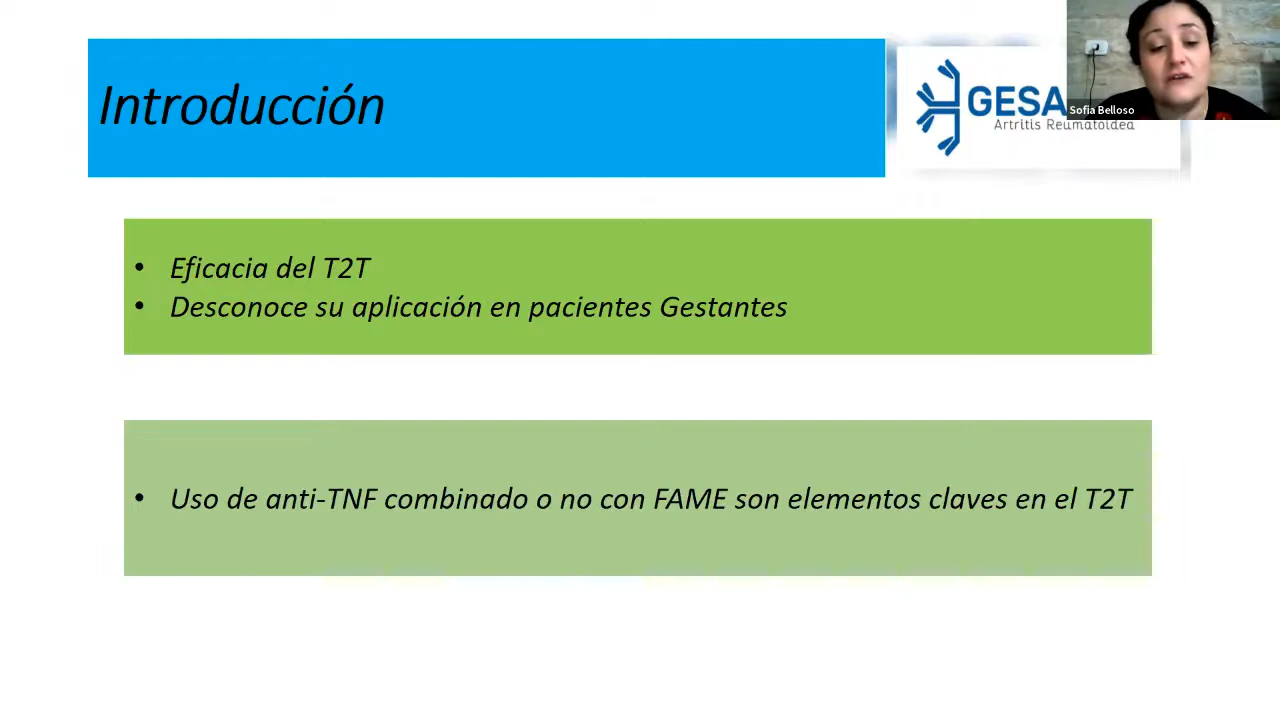 Introducción
GESA
Artritis Reumatoidea
Sofia Belloso
• Eficacia del T2T
• Desconoce su aplicación en pacientes Gestantes
• Uso de anti-TNF combinado o no con FAME son elementos claves en el T2T